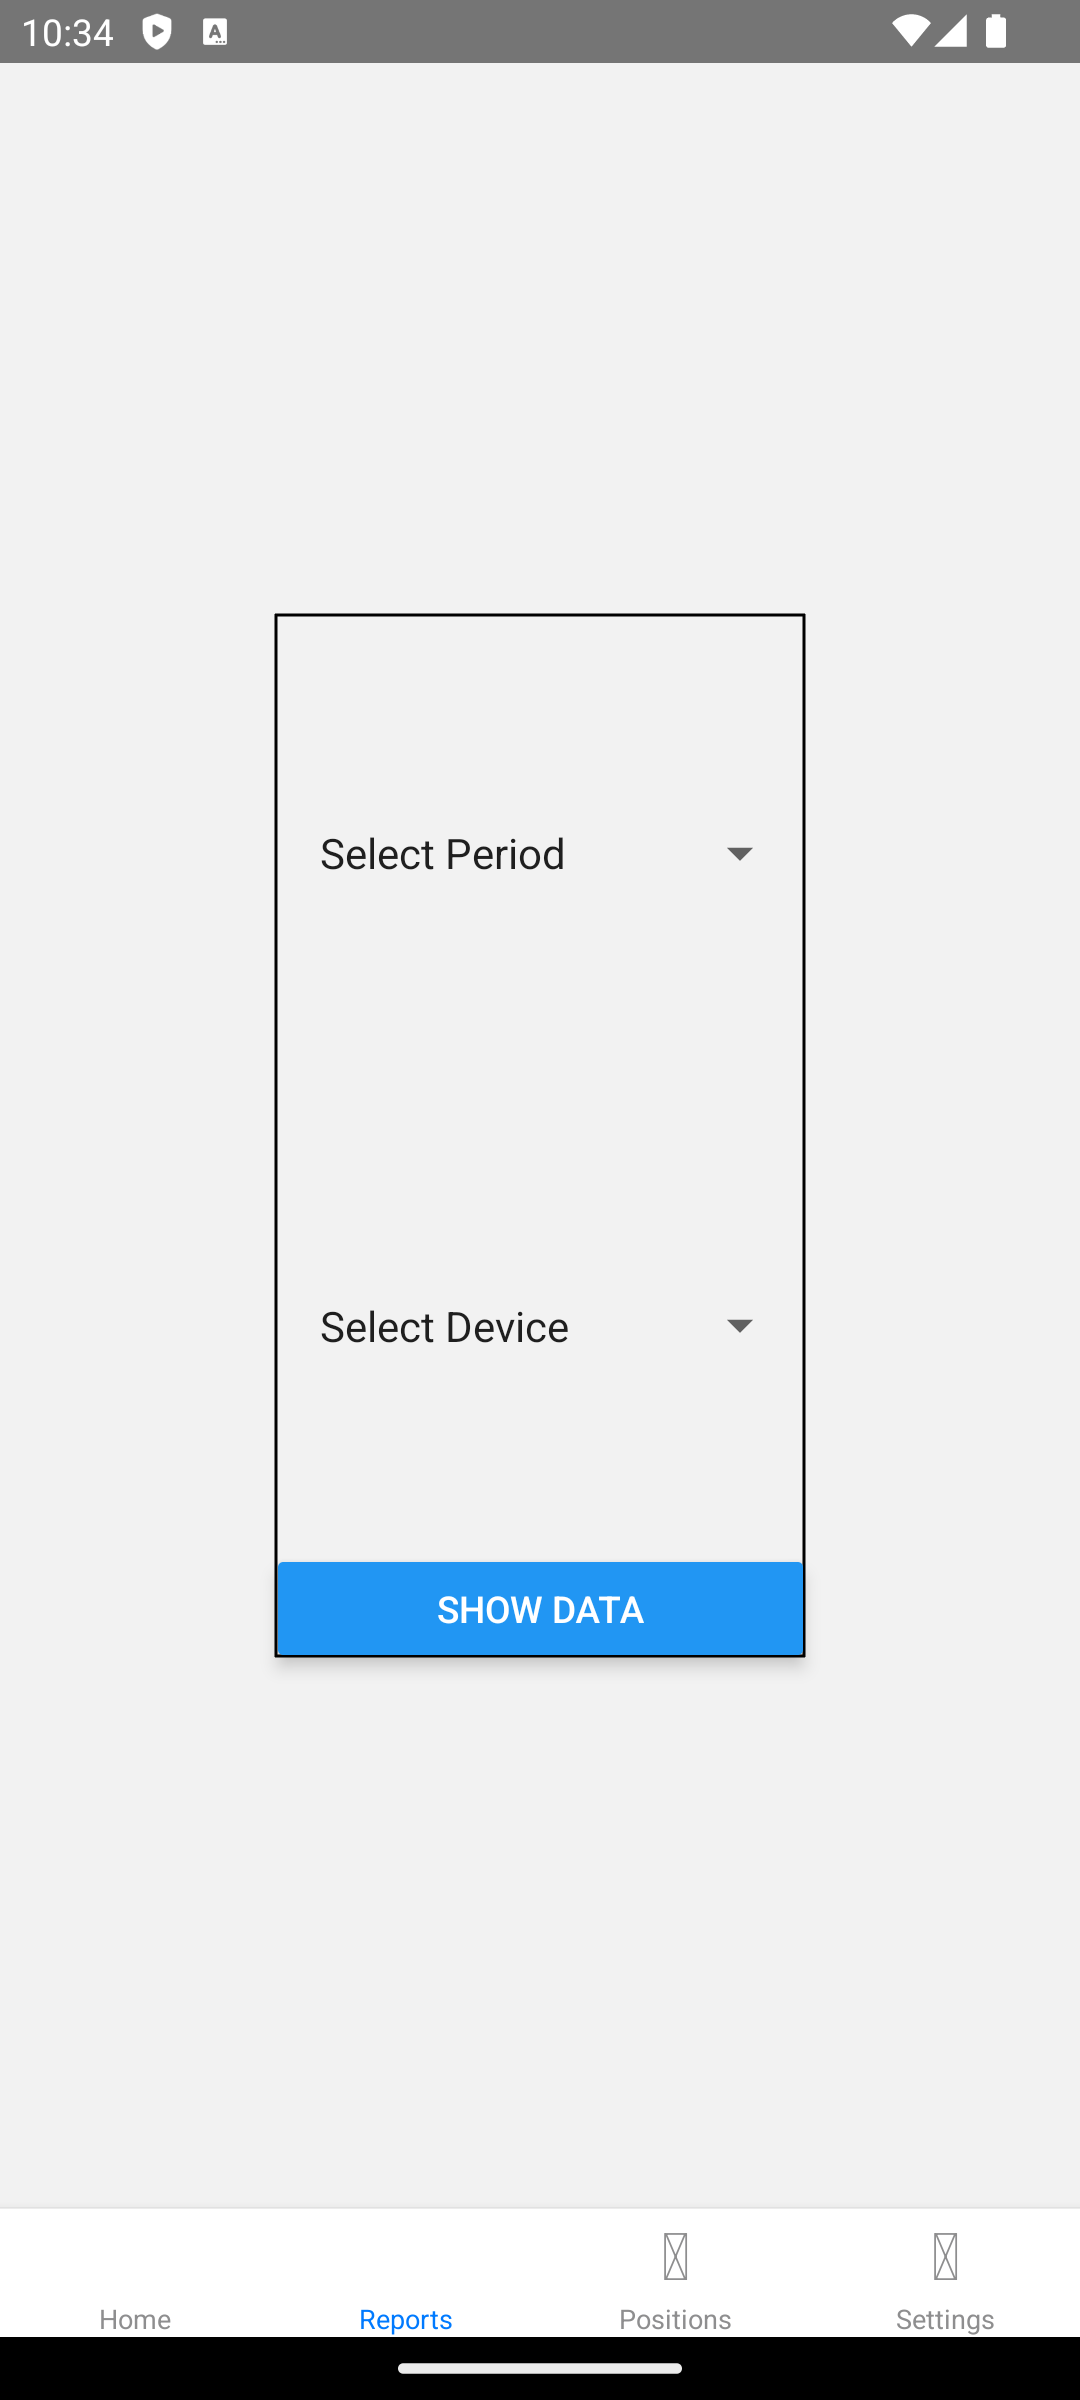 10:34
Select Period
Select Device
SHOW DATA
Home
Reports
Positions
Settings